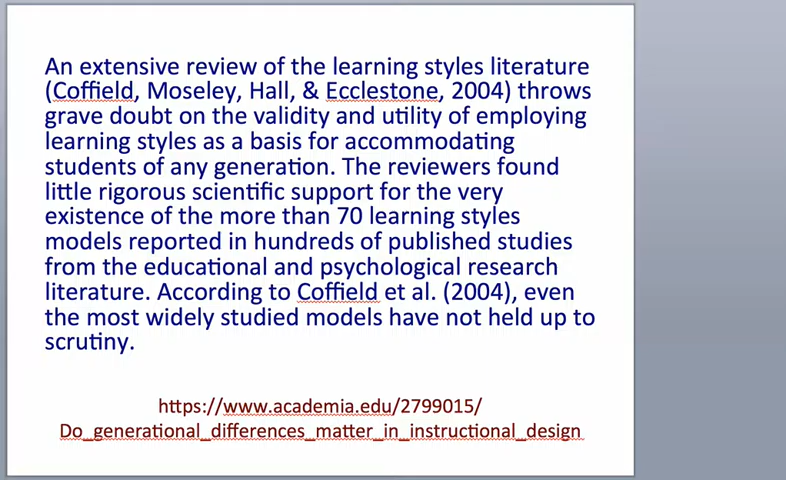 An extensive review of the learning styles literature
(Coffield, Moseley, Hall, & Ecclestone, 2004) throws
grave doubt on the validity and utility of employing
learning styles as a basis for accommodating
students of any generation. The reviewers found
little rigorous scientific support for the very
existence of the more than 70 learning styles
models reported in hundreds of published studies
from the educational and psychological research
literature. According to Coffield et al. (2004), even
the most widely studied models have not held up to
scrutiny.
https://www.academia.edu/2799015/
Do_generational_differences_matter_in_instructional_design